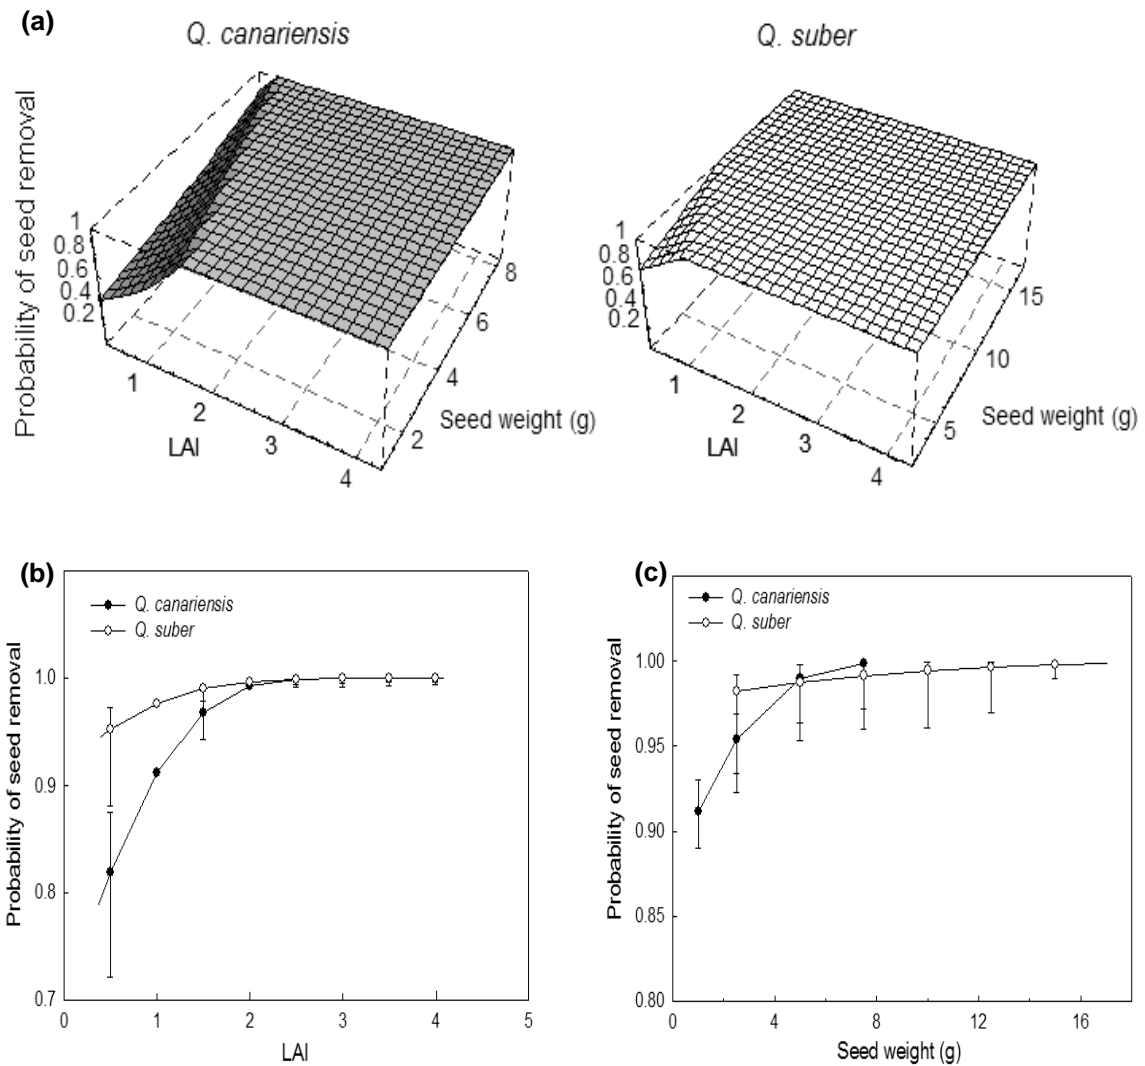 (a)
Q. canariensis
Q. suber
Probability of seed removal
1
0.8
0.6
0.4
0.2
1
2
3
4
LAI
2
4
6
8
Seed weight (g)
1
0.8
0.6
0.4
0.2
1
2
3
4
LAI
5
10
15
Seed weight (g)
(b)
Q. canariensis
Q. suber
Probability of seed removal
1.0
0.9
0.8
0.7
0
1
2
3
4
5
LAI
(c)
Q. canariensis
Q. suber
Probability of seed removal
1.00
0.95
0.90
0.85
0.80
0
4
8
12
16
Seed weight (g)